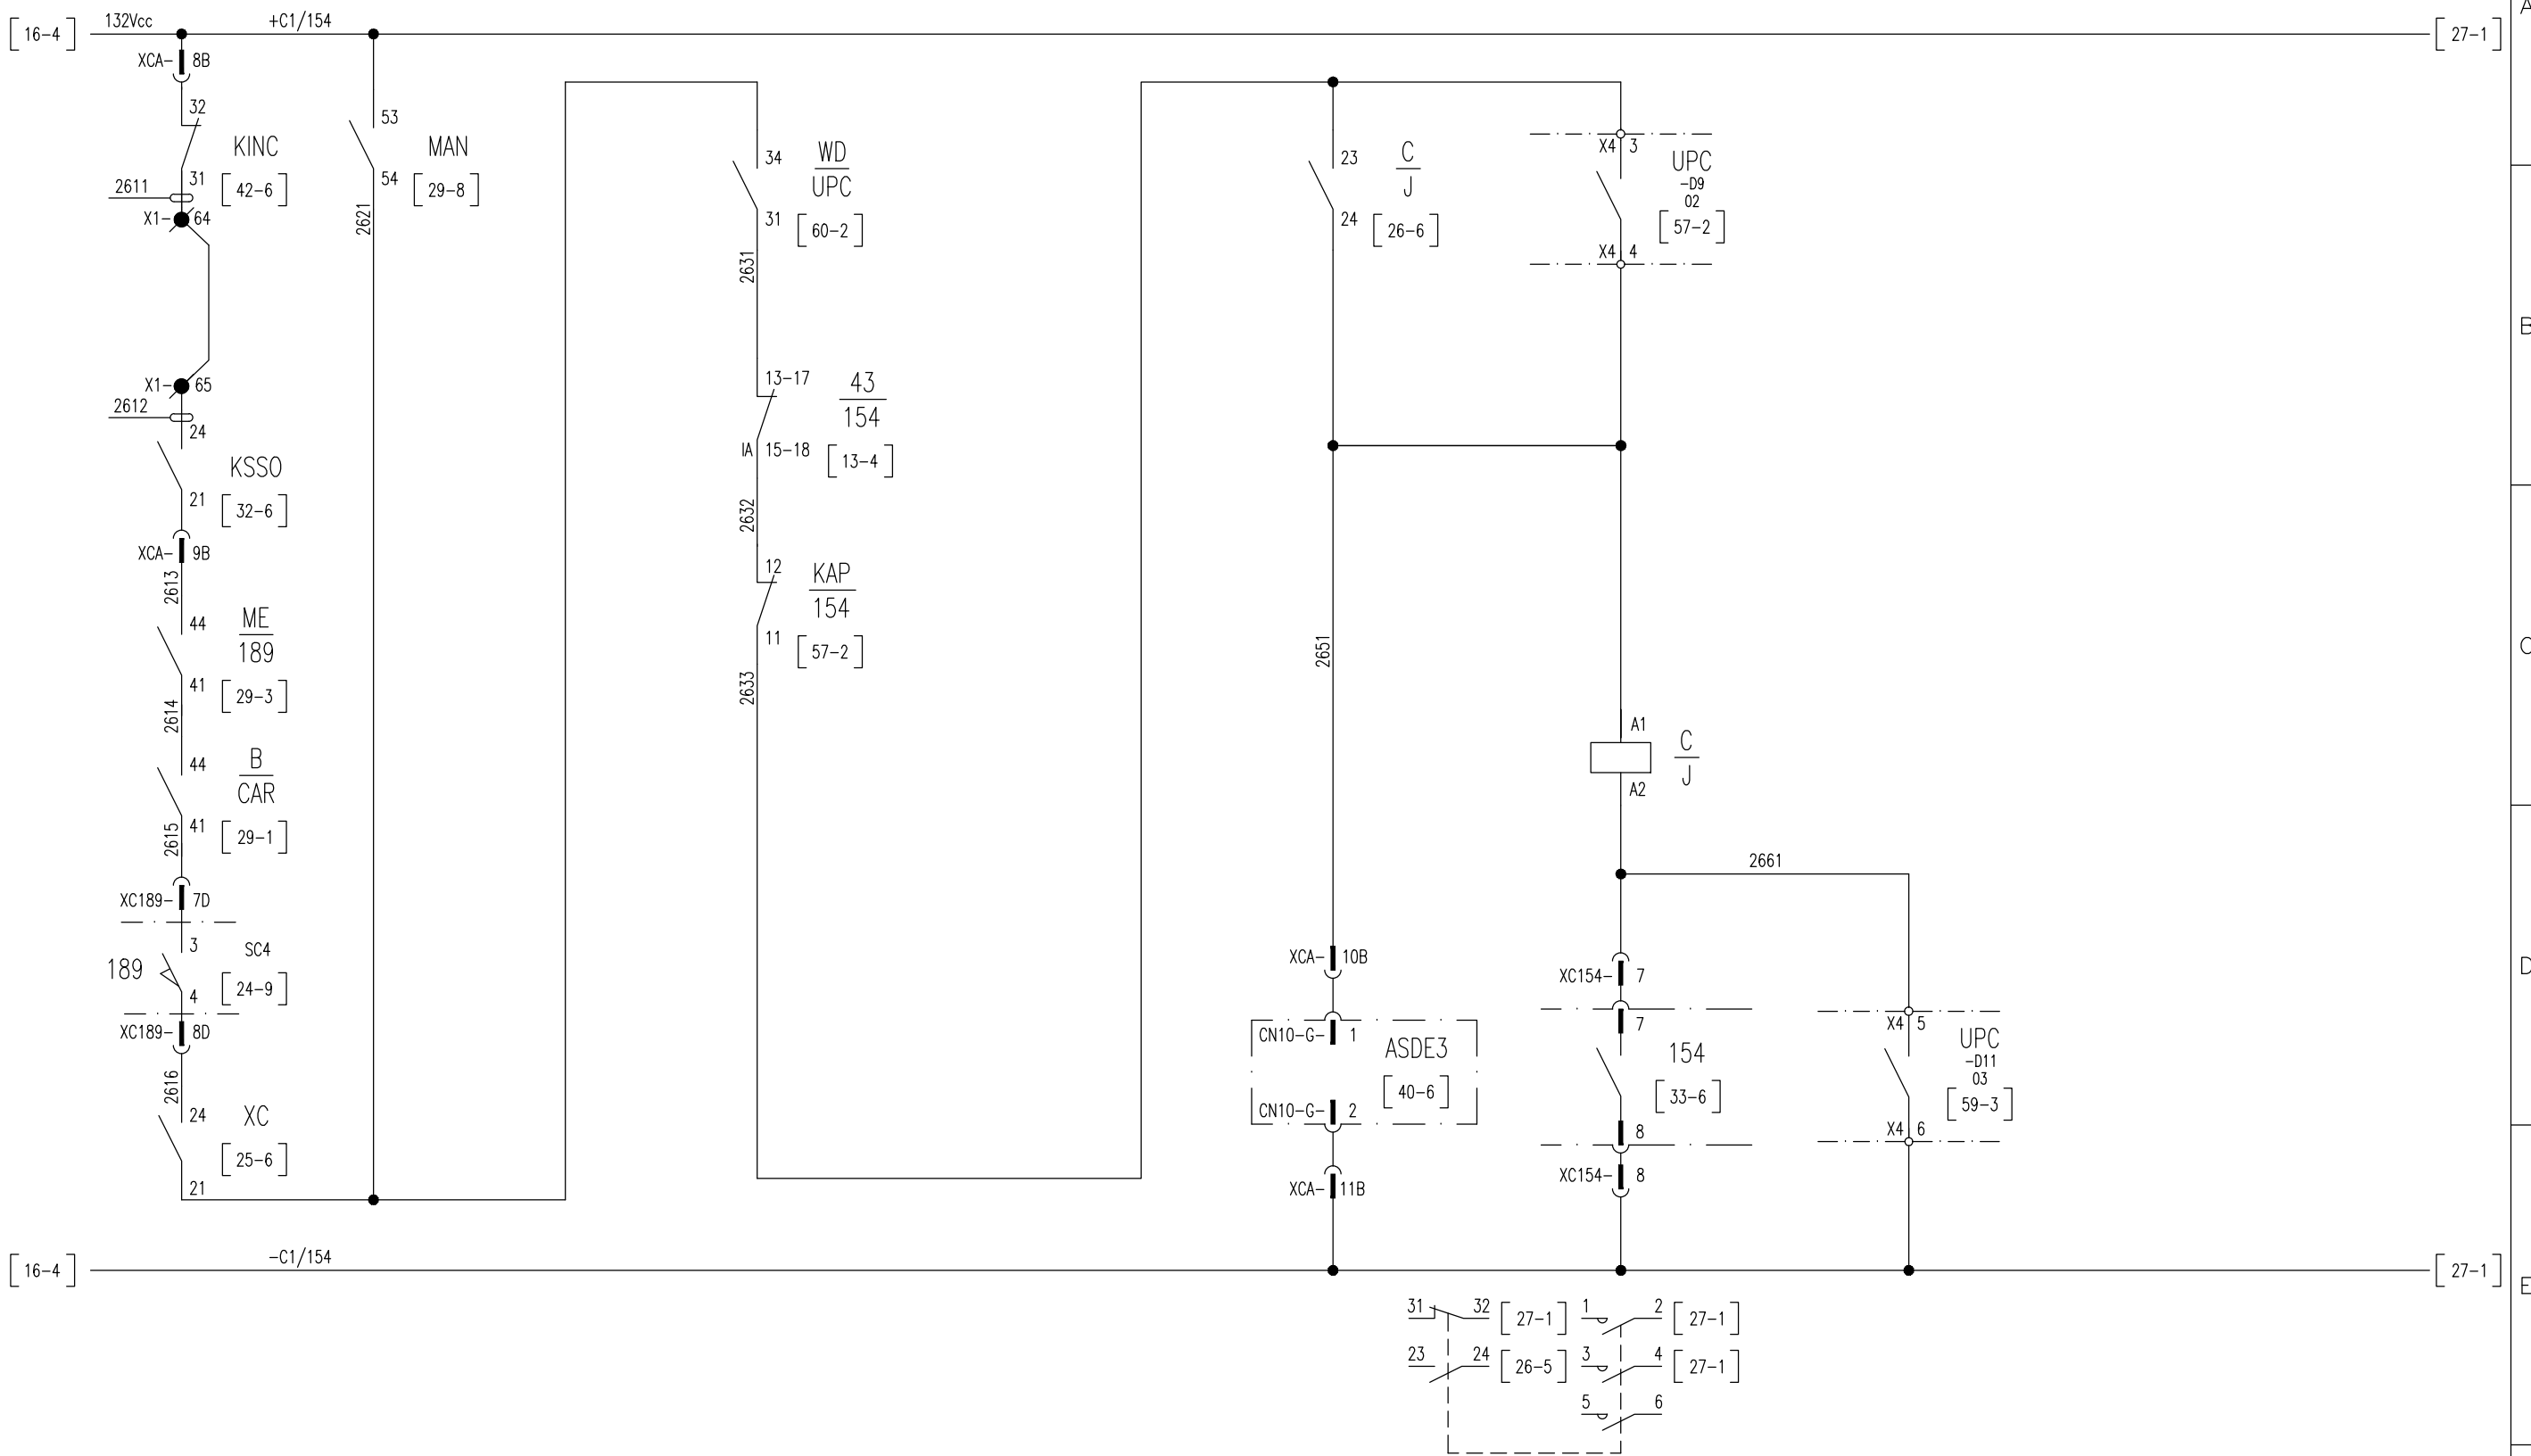 132Vcc
+C1/154
16-4
27-1
XCA- 8B
32
KINC
31
42-6
2611
X1- 64
X1- 65
2612
24
KSSO
21
32-6
XCA- 9B
2613
44
ME
189
41
29-3
2614
44
B
CAR
41
29-1
2615
XC189- 7D
3
SC4
189
24-9
4
XC189- 8D
2616
24
XC
25-6
21
53
MAN
54
29-8
2621
34
WD
UPC
31
60-2
2631
13-17
43
154
IA 15-18
13-4
2632
12
KAP
154
11
57-2
2633
23
C
J
24
26-6
X4 3
UPC
-D9
02
57-2
X4 4
2651
A1
C
J
A2
2661
XCA- 10B
CN10-G- 1
ASDE3
40-6
CN10-G- 2
XCA- 11B
XC154- 7
7
154
33-6
8
XC154- 8
X4 5
UPC
-D11
03
59-3
X4 6
-C1/154
16-4
27-1
31 32 27-1 1 2 27-1
23 24 26-5 3 4 27-1
5 6
A
B
C
D
E